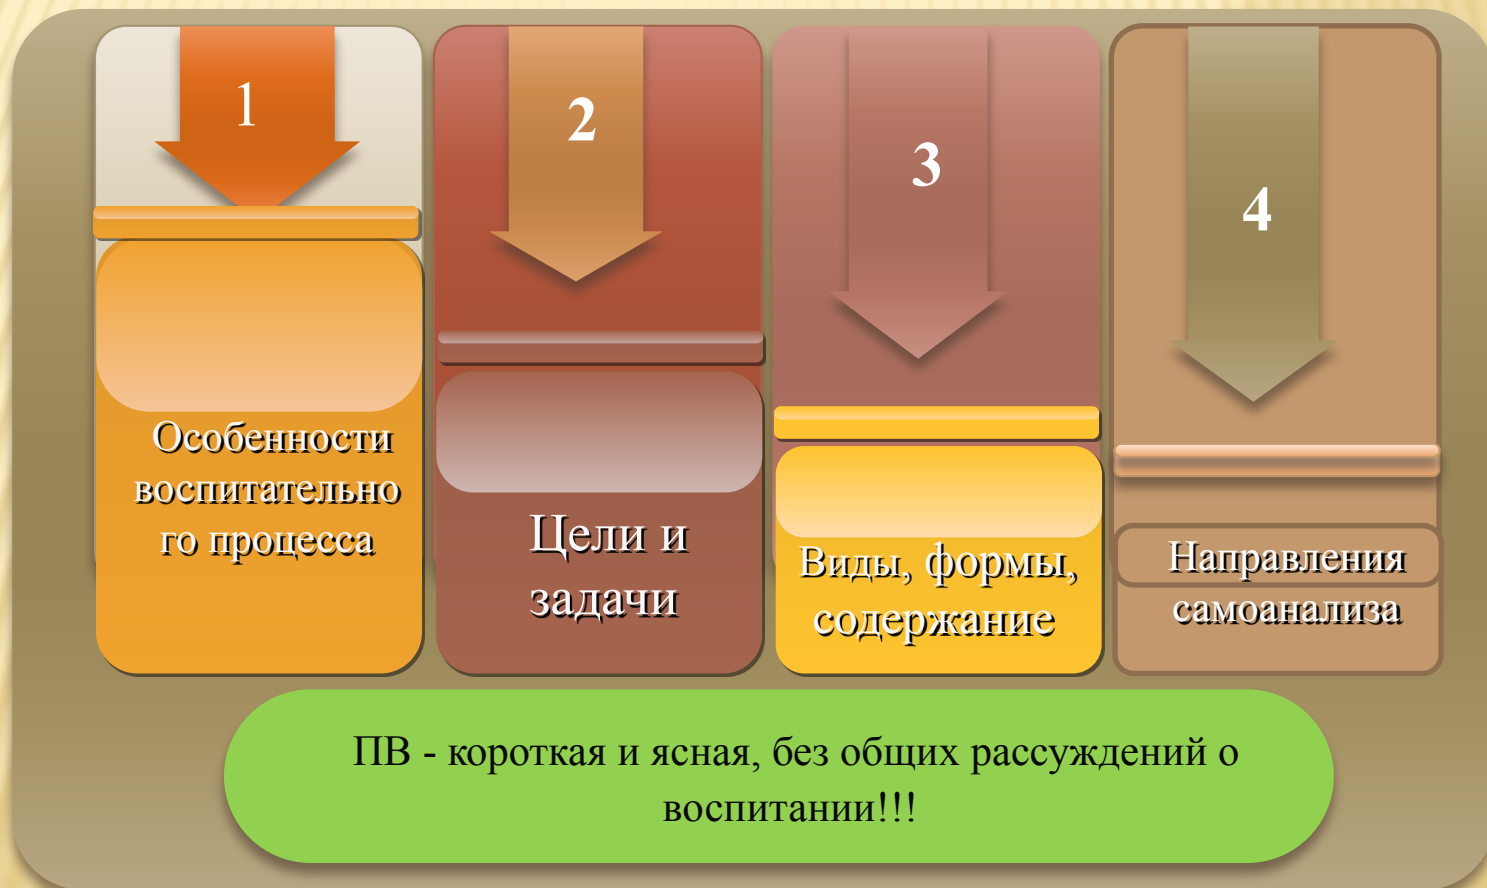 1
2
3
4
Особенности
воспитательно
го процесса
Цели и
задачи
Виды, формы,
содержание
Направления
самоанализа
ПВ - короткая и ясная, без общих рассуждений о
воспитании!!!